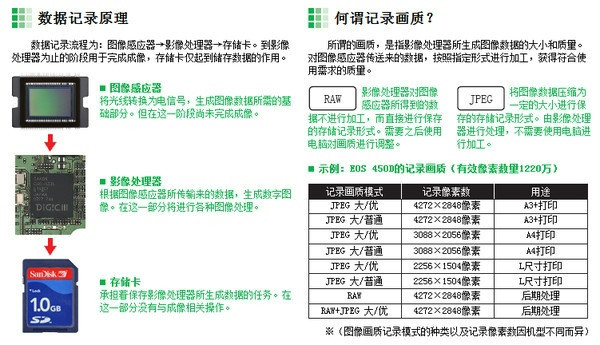 数据记录原理
数据记录流程为：图像感应器→影像处理器→存储卡。到影像
处理器为止的阶段用于完成成像，存储卡仅起到储存数据的作用。
■ 图像感应器
将光线转换为电信号，生成图像数据所需的基
础部分。但在这一阶段尚未完成成像。
■ 影像处理器
根据图像感应器所传输来的数据，生成数字图
像。在这一部分将进行各种图像处理。
DIGIC III
■ 存储卡
承担着保存影像处理器所生成数据的任务。在
这一部分没有与成像相关操作。
SanDisk
1.0GB
何谓记录画质？
所谓的画质，是指影像处理器所生成图像数据的大小和质量。
对图像感应器传送来的数据，按照指定形式进行加工，获得符合使
用需求的质量。
RAW
影像处理器对图像
感应器所得到的数
据不进行加工，而直接进行保
存的存储记录形式。需要之后使用
电脑对画质进行调整。
JPEG
将图像数据压缩为
一定的大小进行保
存的存储记录形式。由影像处理
器进行处理，不需要使用电脑进
行加工。
■ 示例：EOS 450D的记录画质（有效像素数量1220万）
记录画质模式 记录像素数 用途
JPEG 大/优 4272×2848像素 A3+打印
JPEG 大/普通 4272×2848像素 A3+打印
JPEG 大/优 3088×2056像素 A4打印
JPEG 大/普通 3088×2056像素 A4打印
JPEG 大/优 2256×1504像素 L尺寸打印
JPEG 大/普通 2256×1504像素 L尺寸打印
RAW 4272×2848像素 后期处理
RAW+JPEG 大/优 4272×2848像素 后期处理
※（图像画质记录模式的种类以及记录像素数因机型不同而异）